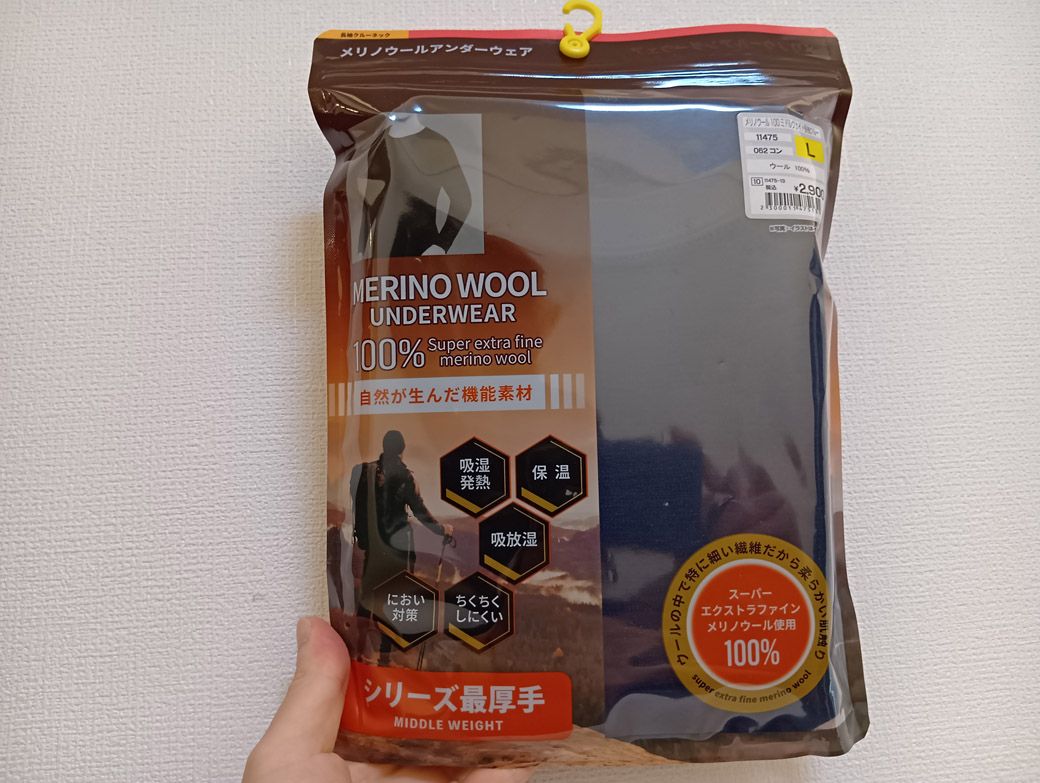 長袖クルーネック
メリノウールアンダーウェア
11475
062コン
L
ウール 100%
10
11475-13
税込
¥2,900
MERINO WOOL
UNDERWEAR
100% Super extra fine
merino wool
自然が生んだ機能素材
吸湿
発熱
保温
吸放湿
におい
対策
ちくちく
しにくい
シリーズ最厚手
MIDDLE WEIGHT
ウールの中で特に細い繊維だから柔らかい肌触り
スーパー
エクストラファイン
メリノウール使用
100%
super extra fine merino wool